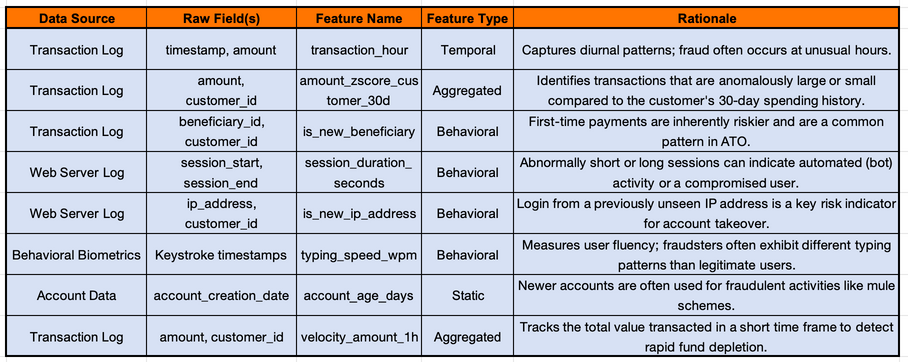 Data Source Raw Field(s) Feature Name Feature Type Rationale
Transaction Log timestamp, amount transaction_hour Temporal Captures diurnal patterns; fraud often occurs at unusual hours.
Transaction Log
amount,
customer_id
amount_zscore_cus
tomer_30d
Aggregated
Identifies transactions that are anomalously large or small
compared to the customer's 30-day spending history.
Transaction Log
beneficiary_id,
customer_id
is_new_beneficiary
Behavioral
First-time payments are inherently riskier and are a common
pattern in ATO.
Web Server Log
session_start,
session_end
session_duration_
seconds
Behavioral
Abnormally short or long sessions can indicate automated (bot)
activity or a compromised user.
Web Server Log
ip_address,
customer_id
is_new_ip_address
Behavioral
Login from a previously unseen IP address is a key risk indicator
for account takeover.
Behavioral Biometrics
Keystroke timestamps
typing_speed_wpm
Behavioral
Measures user fluency; fraudsters often exhibit different typing
patterns than legitimate users.
Account Data
account_creation_date
account_age_days
Static
Newer accounts are often used for fraudulent activities like mule
schemes.
Transaction Log
amount, customer_id
velocity_amount_1h
Aggregated
Tracks the total value transacted in a short time frame to detect
rapid fund depletion.